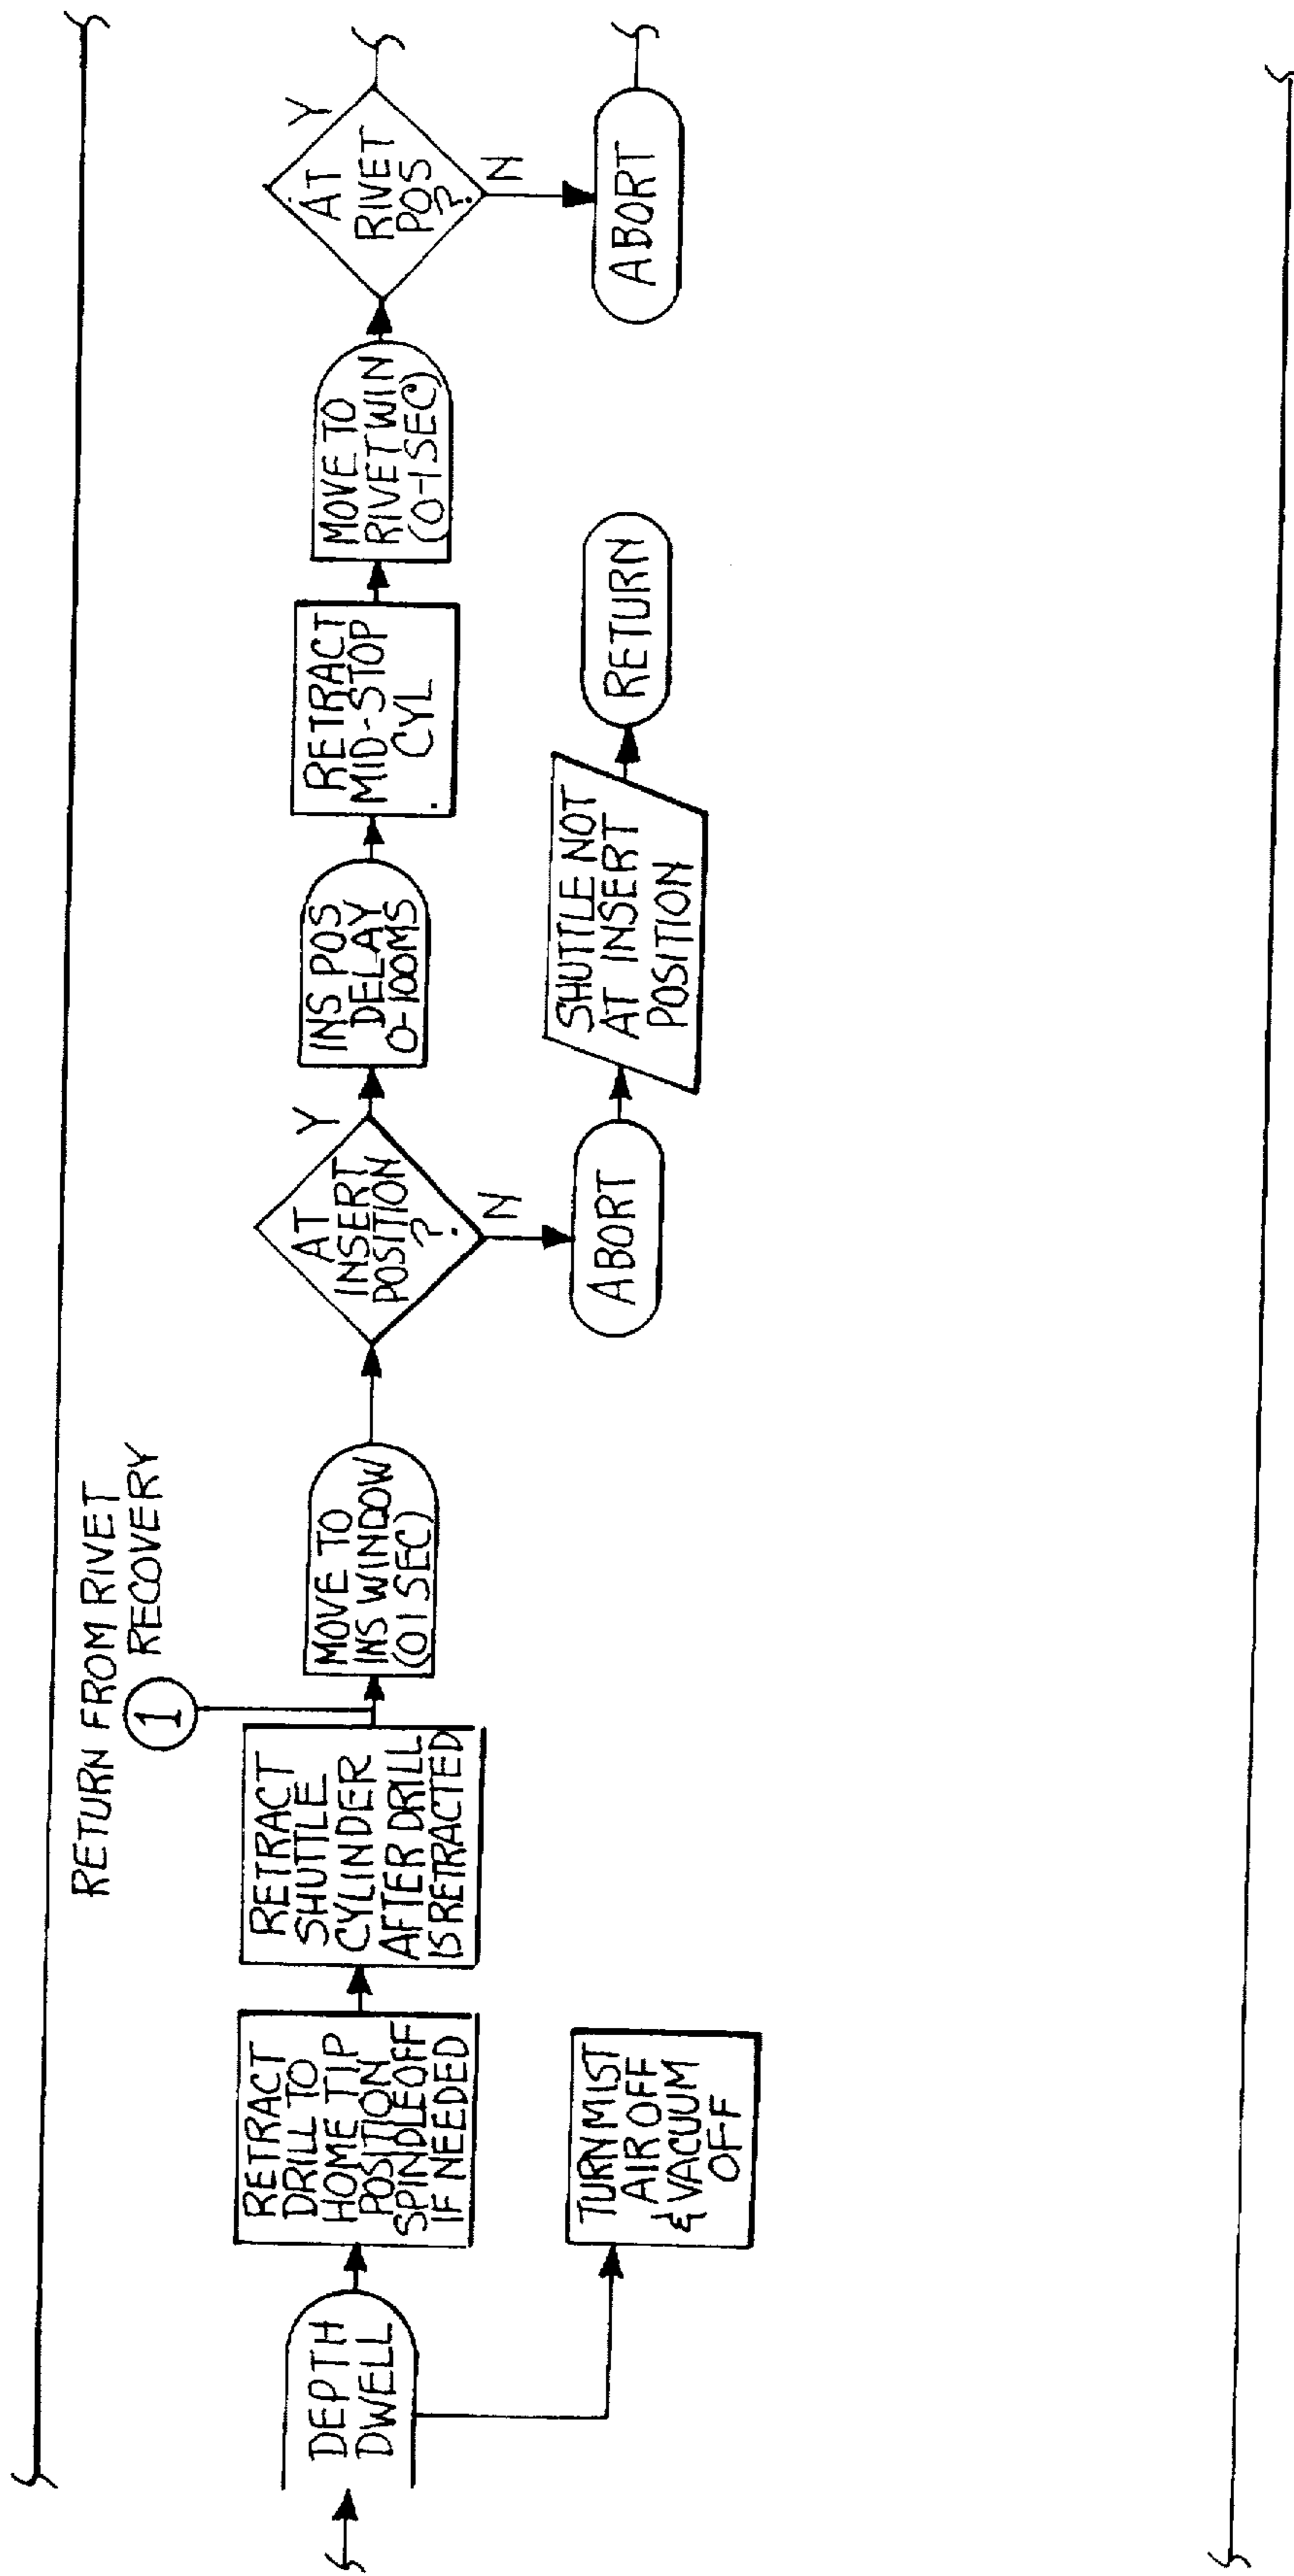 DEPTH
DWELL
RETRACT
DRILL TO
HOME TIP
POSITION
SPINDLE OFF
IF NEEDED
TURN MIST
AIR OFF
& VACUUM
OFF
RETRACT
SHUTTLE
CYLINDER
AFTER DRILL
IS RETRACTED
RETURN FROM RIVET
RECOVERY
1
MOVE TO
INS WINDOW
(0 1 SEC)
AT
INSERT
POSITION
?
Y
N
ABORT
SHUTTLE NOT
AT INSERT
POSITION
RETURN
INS POS
DELAY
0-100MS
RETRACT
MID-STOP
CYL
MOVE TO
RIVET WIN
(0-1SEC)
AT
RIVET
POS
?
Y
N
ABORT